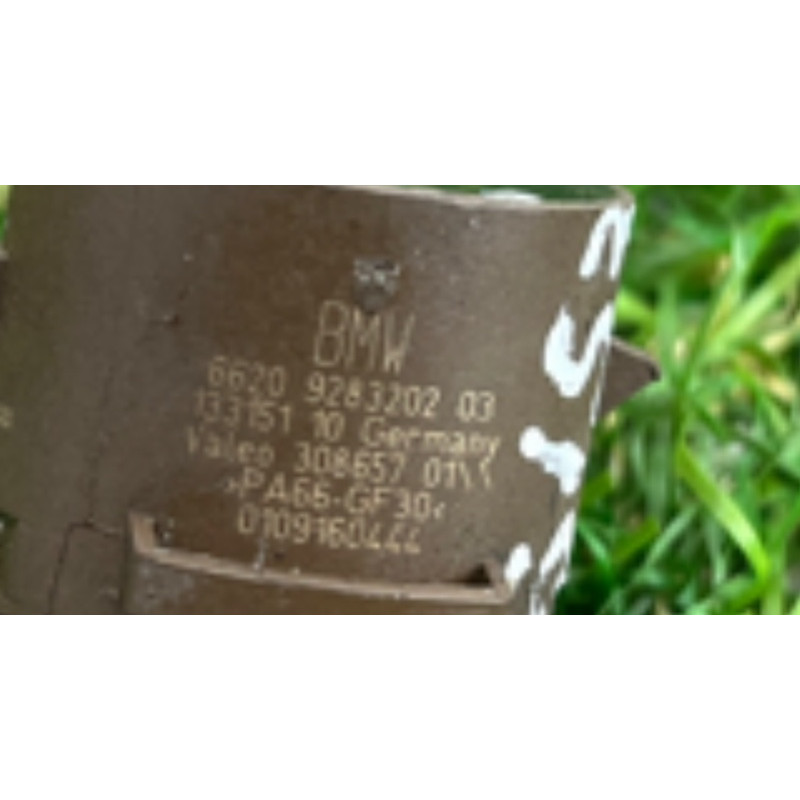 BMW
6620 9283202 03
133151 10 Germany
Valeo 308657 01\\
>PA66-GF30<
0109160444